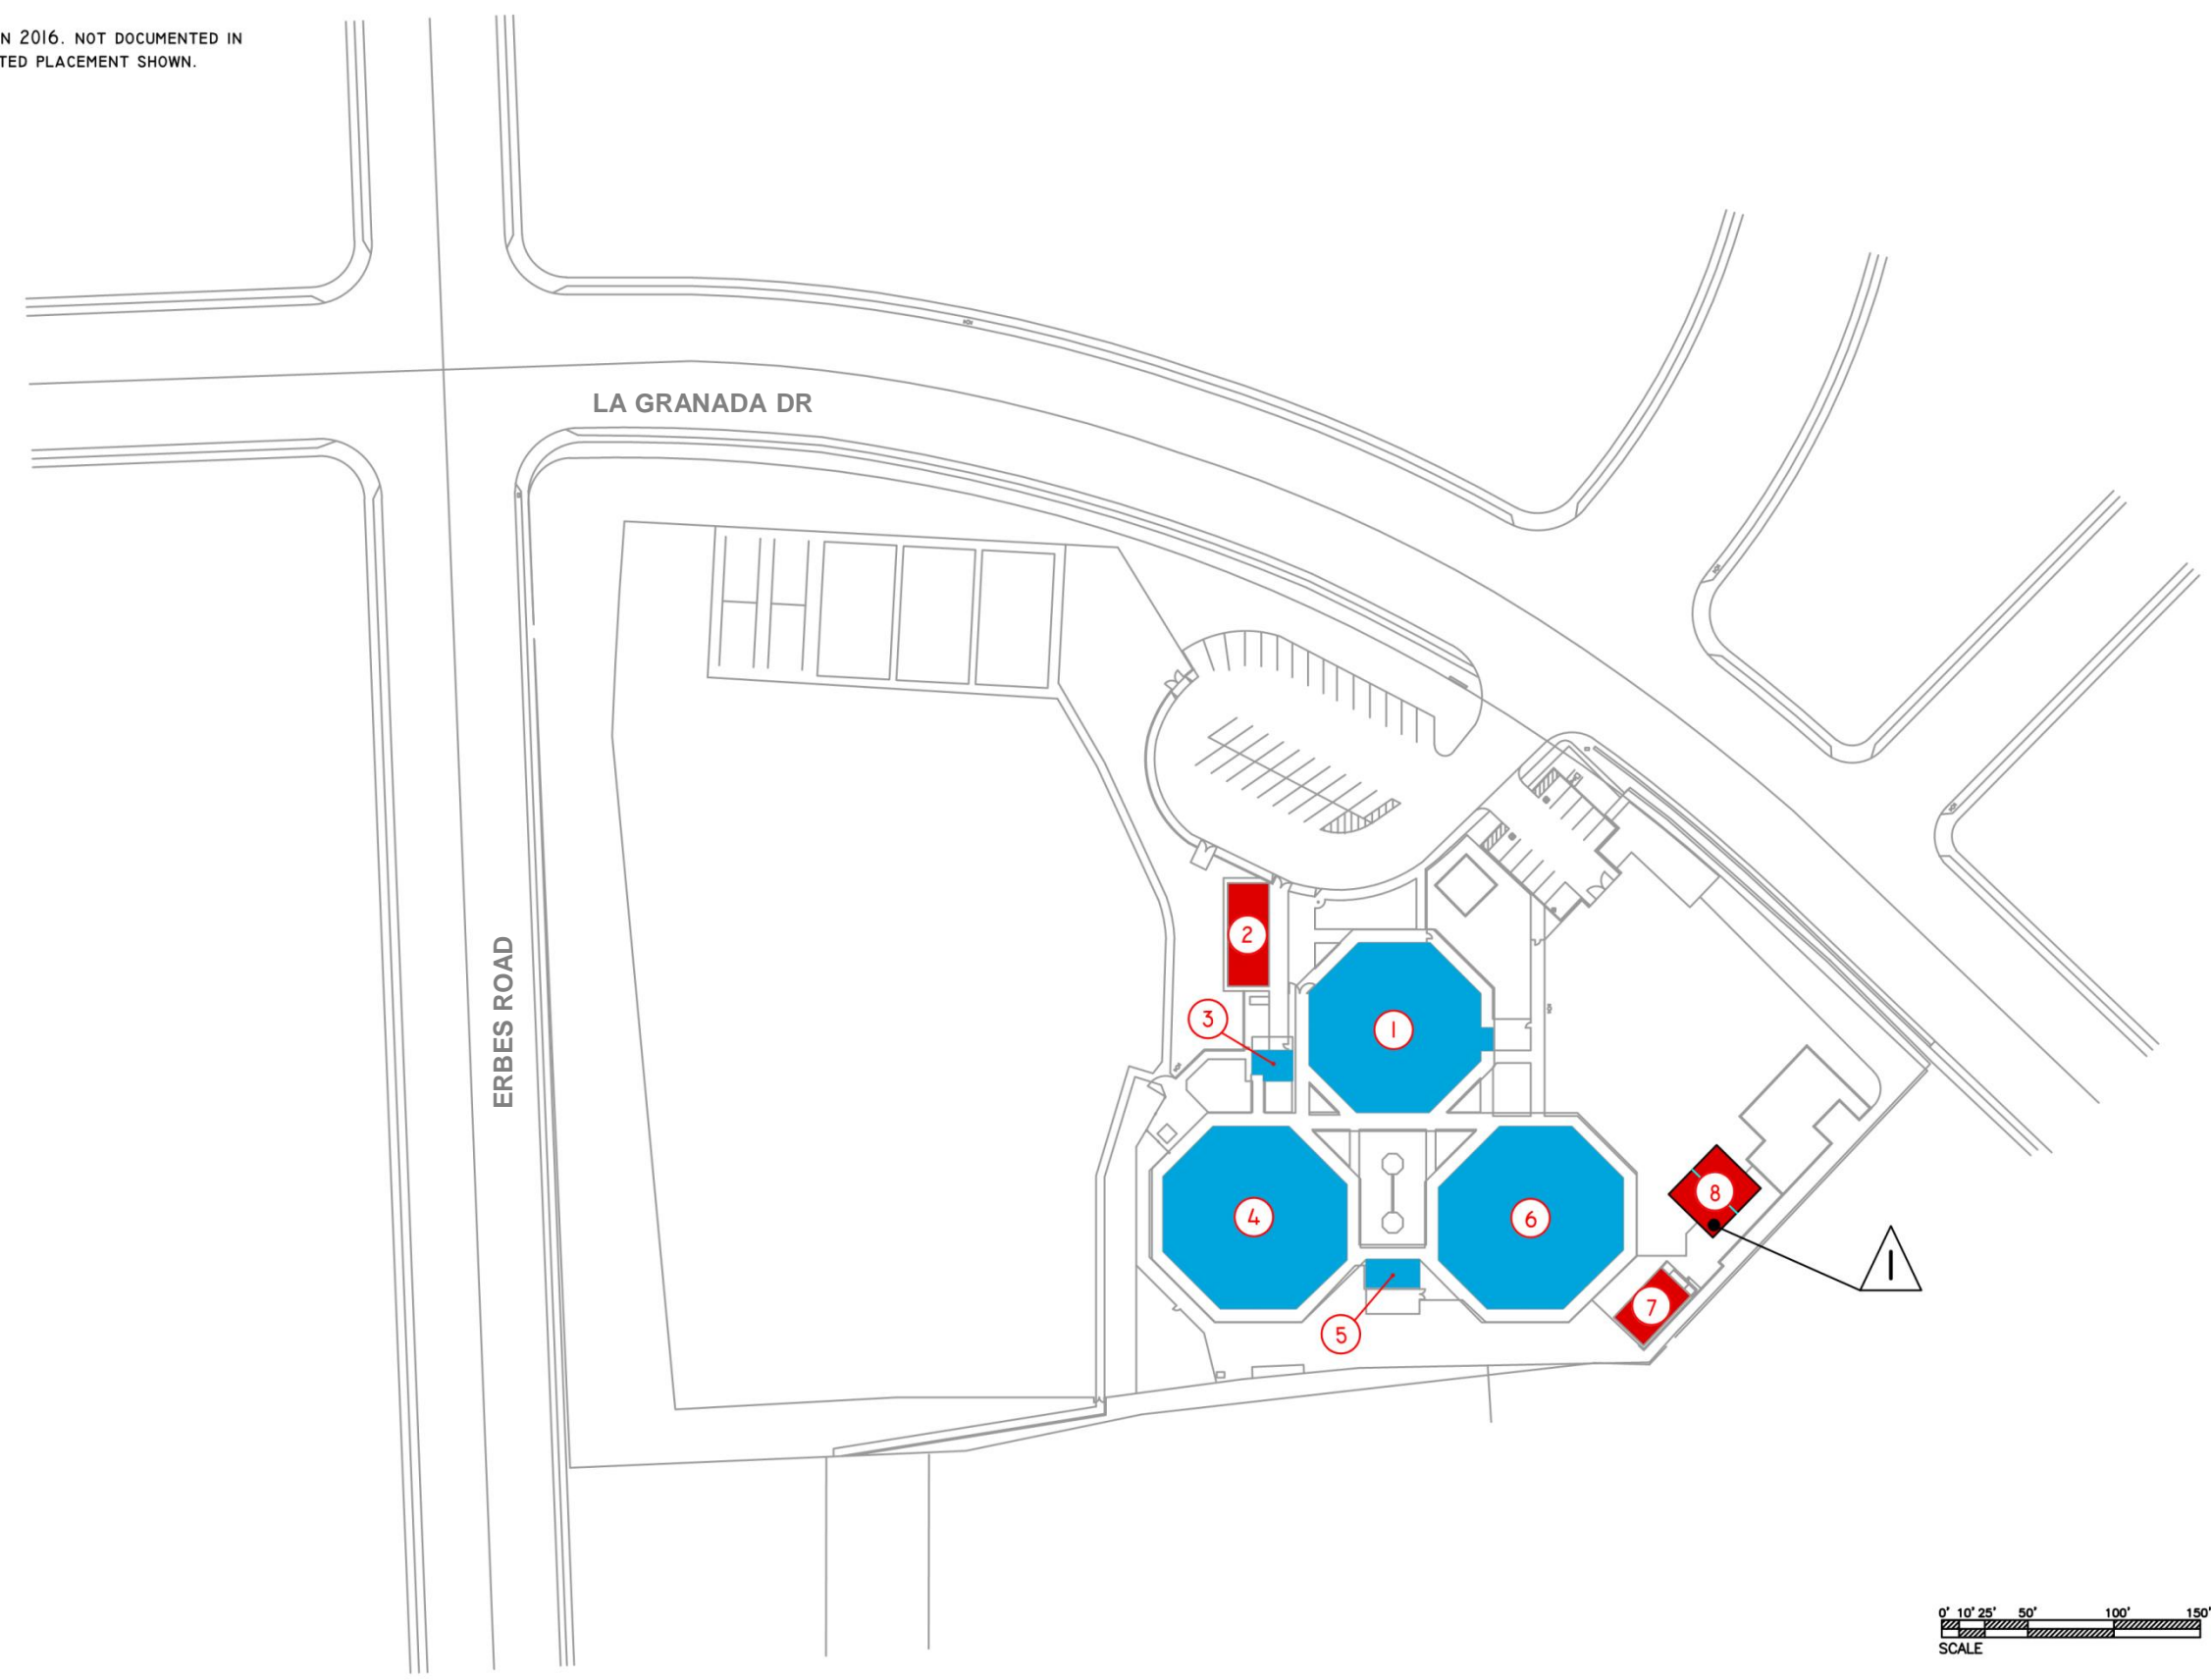 N 2016. NOT DOCUMENTED IN
TED PLACEMENT SHOWN.
LA GRANADA DR
ERBES ROAD
2
3
1
4
6
8
1
7
5
0' 10' 25' 50' 100' 150'
SCALE